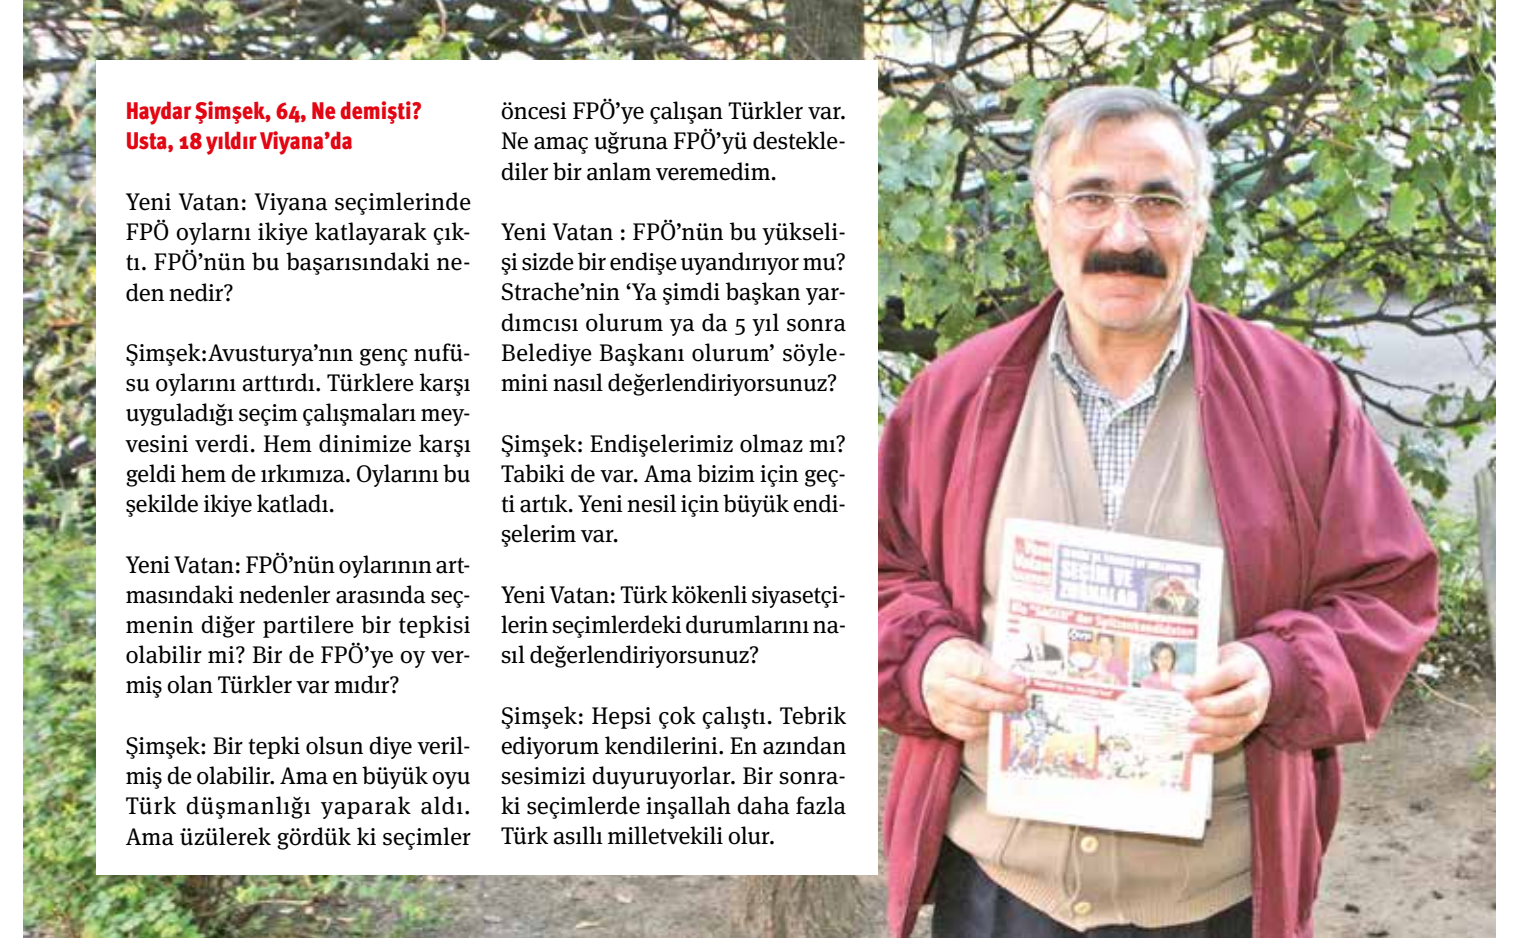 Haydar Şimşek, 64, Ne demişti?
Usta, 18 yıldır Viyana’da
Yeni Vatan: Viyana seçimlerinde
FPÖ oylarnı ikiye katlayarak çık-
tı. FPÖ’nün bu başarısındaki ne-
den nedir?
Şimşek:Avusturya’nın genç nufü-
su oylarını arttırdı. Türklere karşı
uyguladığı seçim çalışmaları mey-
vesini verdi. Hem dinimize karşı
geldi hem de ırkımıza. Oylarını bu
şekilde ikiye katladı.
Yeni Vatan: FPÖ’nün oylarının art-
masındaki nedenler arasında seç-
menin diğer partilere bir tepkisi
olabilir mi? Bir de FPÖ’ye oy ver-
miş olan Türkler var mıdır?
Şimşek: Bir tepki olsun diye veril-
miş de olabilir. Ama en büyük oyu
Türk düşmanlığı yaparak aldı.
Ama üzülerek gördük ki seçimler
öncesi FPÖ’ye çalışan Türkler var.
Ne amaç uğruna FPÖ’yü destekle-
diler bir anlam veremedim.
Yeni Vatan : FPÖ’nün bu yükseli-
şi sizde bir endişe uyandırıyor mu?
Strache’nin ‘Ya şimdi başkan yar-
dımcısı olurum ya da 5 yıl sonra
Belediye Başkanı olurum’ söyle-
mini nasıl değerlendiriyorsunuz?
Şimşek: Endişelerimiz olmaz mı?
Tabiki de var. Ama bizim için geç-
ti artık. Yeni nesil için büyük endi-
şelerim var.
Yeni Vatan: Türk kökenli siyasetçi-
lerin seçimlerdeki durumlarını na-
sıl değerlendiriyorsunuz?
Şimşek: Hepsi çok çalıştı. Tebrik
ediyorum kendilerini. En azından
sesimizi duyuruyorlar. Bir sonra-
ki seçimlerde inşallah daha fazla
Türk asıllı milletvekili olur.
Yeni
Vatan
SEÇİM VE
der Spitzenkandidaten
ÖVP